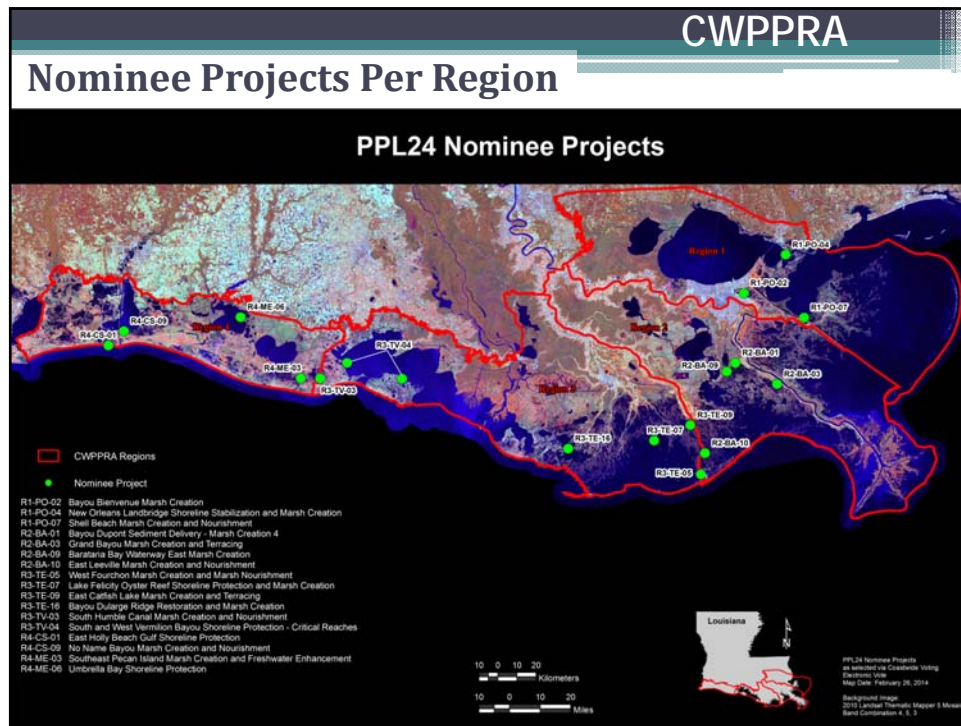 CWPPRA
Nominee Projects Per Region
PPL24 Nominee Projects
Region 1
R1-PO-04
R1-PO-02
R1-PO-07
R4-ME-06
R4-CS-09
Region 4
R4-CS-01
Region 2
R3-TV-04
R2-BA-01
R2-BA-09
R2-BA-03
R4-ME-03
R3-TV-03
Region 3
R3-TE-09
R3-TE-16
R3-TE-07
R2-BA-10
R3-TE-05
CWPPRA Regions
Nominee Project
R1-PO-02 Bayou Bienvenue Marsh Creation
R1-PO-04 New Orleans Landbridge Shoreline Stabilization and Marsh Creation
R1-PO-07 Shell Beach Marsh Creation and Nourishment
R2-BA-01 Bayou Dupont Sediment Delivery - Marsh Creation 4
R2-BA-03 Grand Bayou Marsh Creation and Terracing
R2-BA-09 Barataria Bay Waterway East Marsh Creation
R2-BA-10 East Leeville Marsh Creation and Nourishment
R3-TE-05 West Fourchon Marsh Creation and Marsh Nourishment
R3-TE-07 Lake Felicity Oyster Reef Shoreline Protection and Marsh Creation
R3-TE-09 East Catfish Lake Marsh Creation and Terracing
R3-TE-16 Bayou Dularge Ridge Restoration and Marsh Creation
R3-TV-03 South Humble Canal Marsh Creation and Nourishment
R3-TV-04 South and West Vermilion Bayou Shoreline Protection - Critical Reaches
R4-CS-01 East Holly Beach Gulf Shoreline Protection
R4-CS-09 No Name Bayou Marsh Creation and Nourishment
R4-ME-03 Southeast Pecan Island Marsh Creation and Freshwater Enhancement
R4-ME-06 Umbrella Bay Shoreline Protection
10 0 10 20
Kilometers
10 0 10 20
Miles
Louisiana
N
PPL24 Nominee Projects
as selected via Coastwide Voting
Electronic Vote
Map Date: February 26, 2014
Background Image:
2010 Landsat Thematic Mapper 5 Mosaic
Band Combination 4, 5, 3